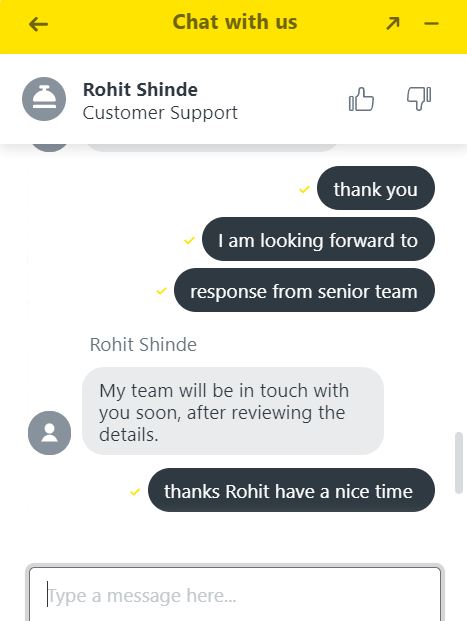 Chat with us
Rohit Shinde
Customer Support
thank you
I am looking forward to
response from senior team
Rohit Shinde
My team will be in touch with
you soon, after reviewing the
details.
thanks Rohit have a nice time
Type a message here...